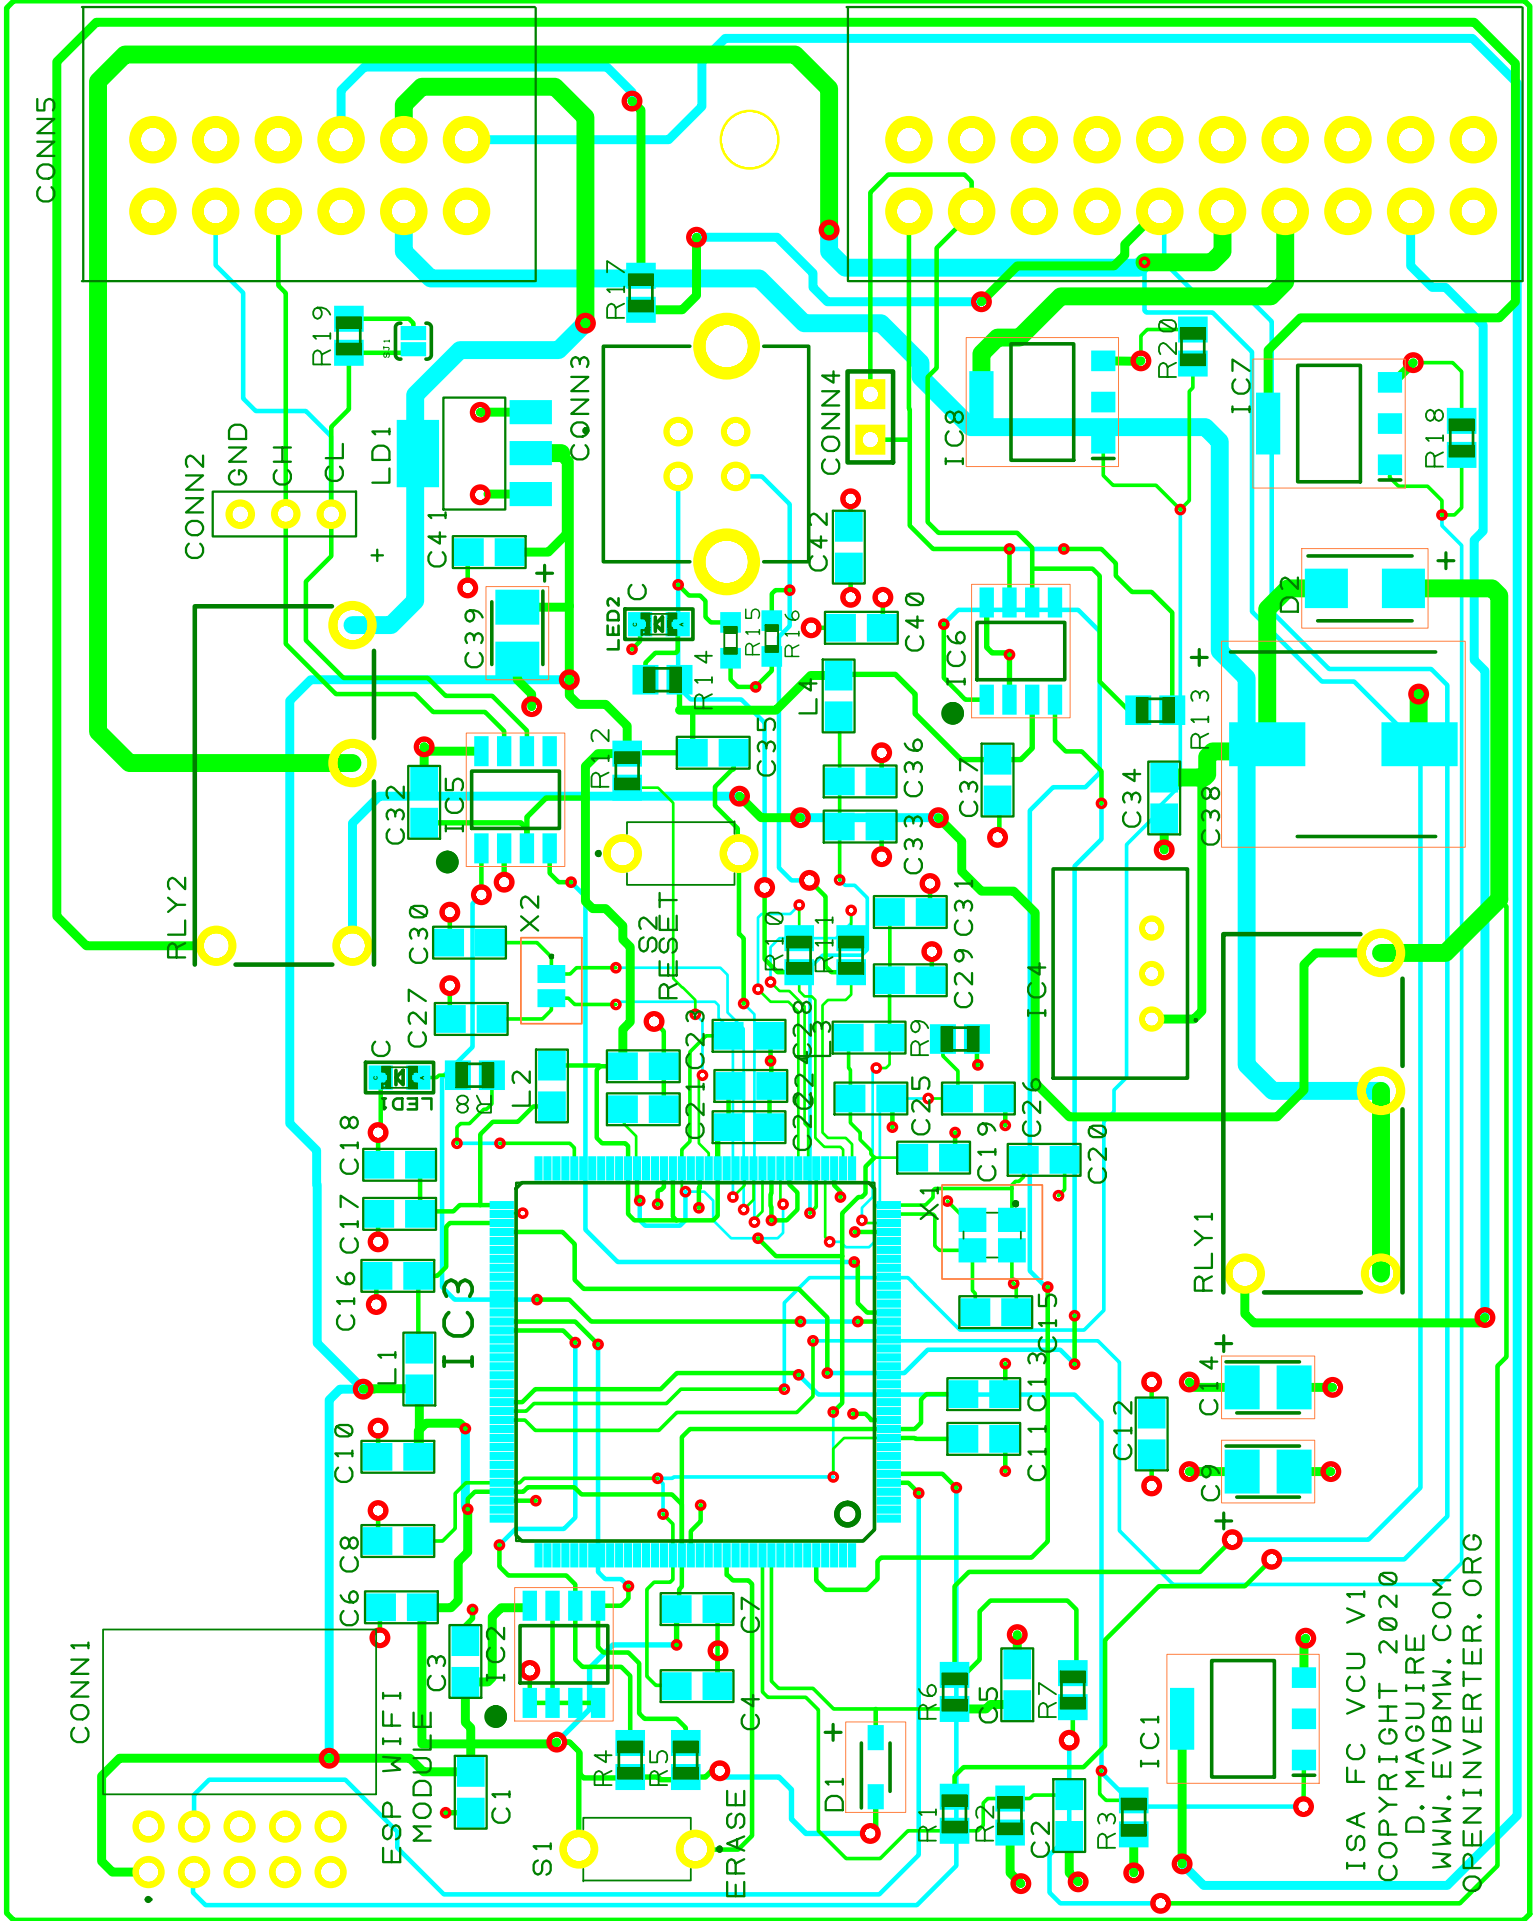 CONN5
R19
SJ1
R17
CONN2
GND
CH
CL
LD1
+
C41
CONN3
CONN4
C42
IC8
R20
IC7
R18
D2
+
C39
+
LED2
C
R15
R16
R14
C40
L4
IC6
R13
+
RLY2
C32
IC5
R12
C35
C36
C33
C37
C34
C38
C30
C27
X2
S2
RESET
R10
R11
C31
C29
IC4
LED1
C
R8
L2
C23
C21
C28
C24
C22
L3
R9
C25
C26
C19
C20
C18
C17
C16
IC3
L1
X1
C15
RLY1
C10
C8
C6
C13
C11
C12
C14
+
C9
+
CONN1
ESP WIFI
MODULE
C3
IC2
C1
C7
C4
R4
R5
S1
ERASE
D1
+
R6
C5
R7
R1
R2
C2
R3
IC1
ISA FC VCU V1
COPYRIGHT 2020
D. MAGUIRE
WWW.EVBMW.COM
OPENINVERTER.ORG